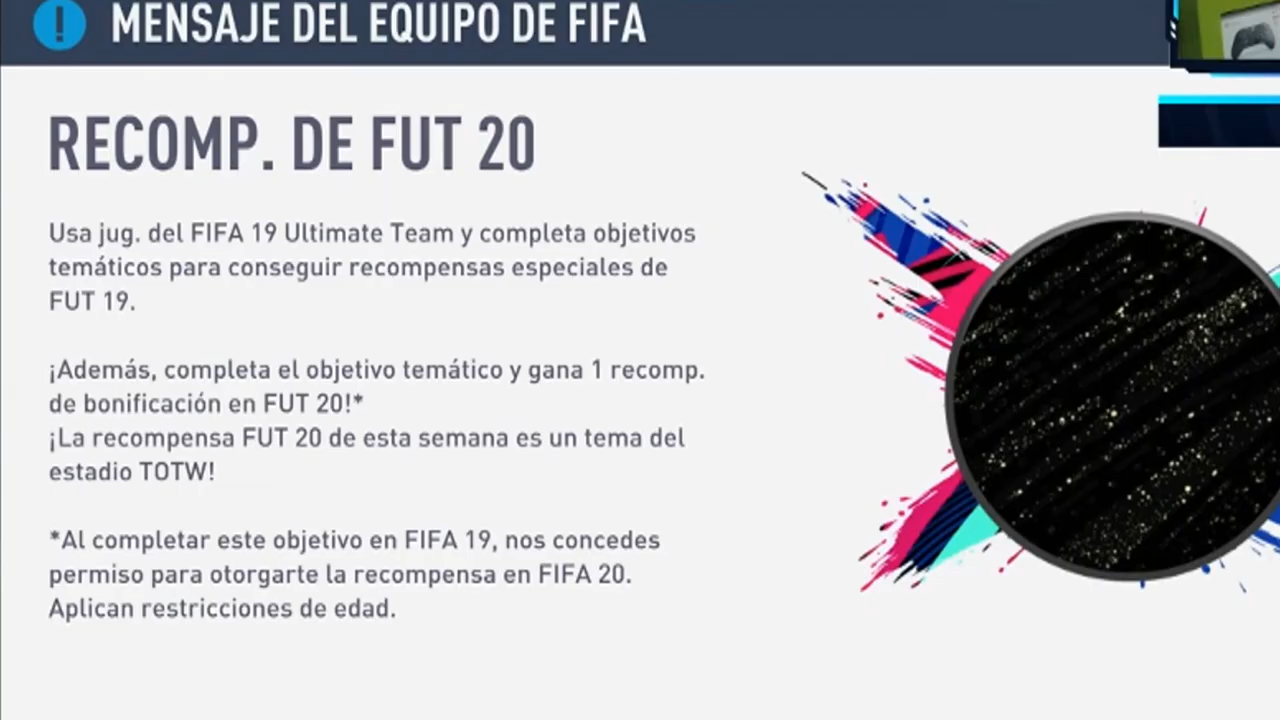 MENSAJE DEL EQUIPO DE FIFA
RECOMP. DE FUT 20
Usa jug. del FIFA 19 Ultimate Team y completa objetivos
temáticos para conseguir recompensas especiales de
FUT 19.
¡Además, completa el objetivo temático y gana 1 recomp.
de bonificación en FUT 20!*
¡La recompensa FUT 20 de esta semana es un tema del
estadio TOTW!
*Al completar este objetivo en FIFA 19, nos concedes
permiso para otorgarte la recompensa en FIFA 20.
Aplican restricciones de edad.